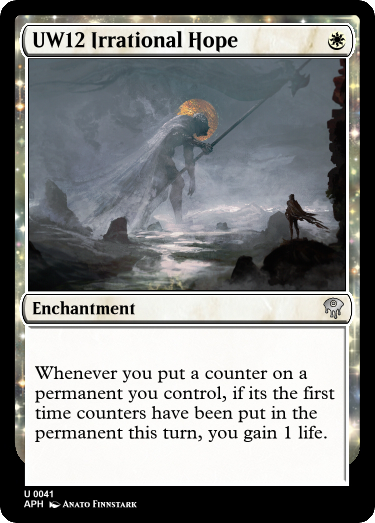 UW12 Irrational Hope
Enchantment
Whenever you put a counter on a
permanent you control, if its the first
time counters have been put in the
permanent this turn, you gain 1 life.
U 0041
APH Anato Finnstark